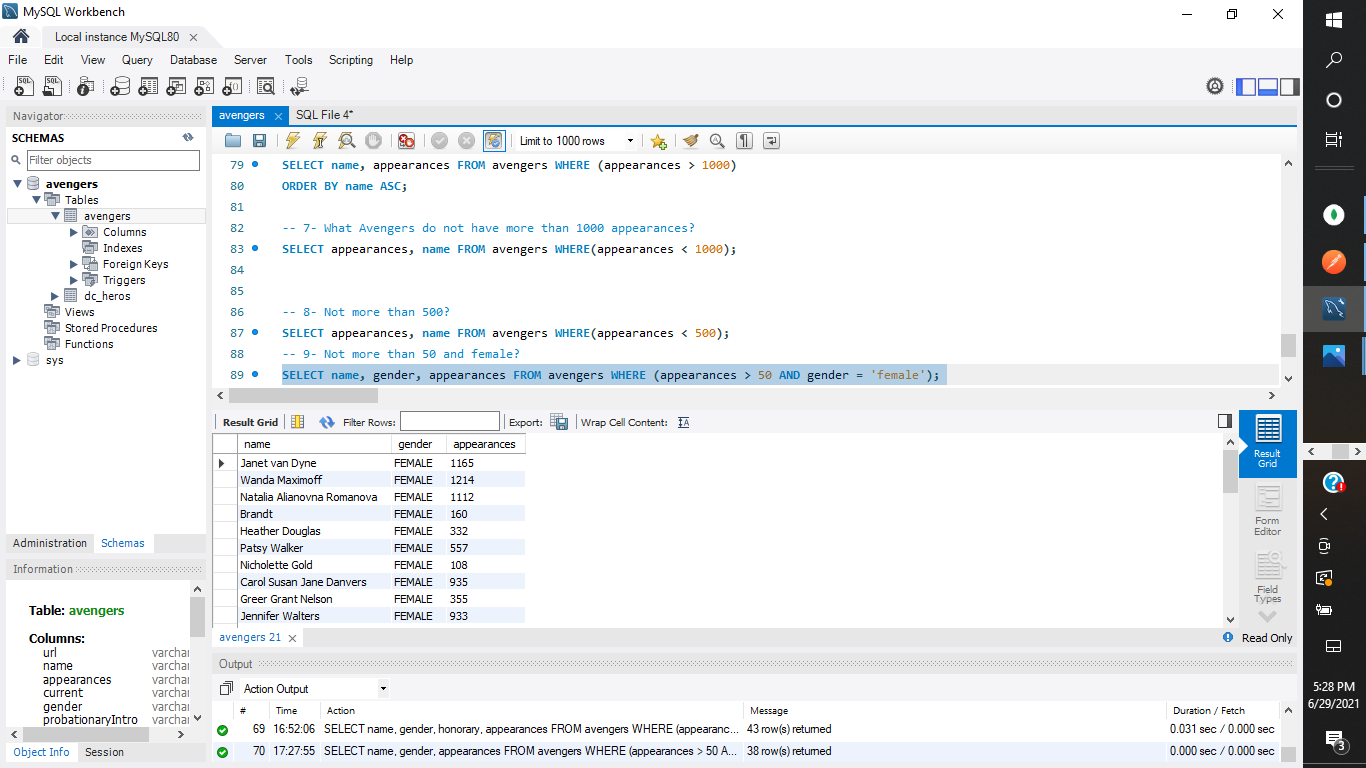 MySQL Workbench
Local instance MySQL80
File Edit View Query Database Server Tools Scripting Help
Navigator
SCHEMAS
Filter objects
avengers
Tables
avengers
Columns
Indexes
Foreign Keys
Triggers
dc_heros
Views
Stored Procedures
Functions
sys
Administration Schemas
Information
Table: avengers
Columns:
url varchar
name varchar
appearances varchar
current varchar
gender varchar
probationaryIntro varchar
Object Info Session
avengers SQL File 4*
Limit to 1000 rows
79 SELECT name, appearances FROM avengers WHERE (appearances > 1000)
80 ORDER BY name ASC;
81
82 -- 7- What Avengers do not have more than 1000 appearances?
83 SELECT appearances, name FROM avengers WHERE(appearances < 1000);
84
85
86 -- 8- Not more than 500?
87 SELECT appearances, name FROM avengers WHERE(appearances < 500);
88 -- 9- Not more than 50 and female?
89 SELECT name, gender, appearances FROM avengers WHERE (appearances > 50 AND gender = 'female');
Result Grid Filter Rows: Export: Wrap Cell Content:
name gender appearances
Janet van Dyne FEMALE 1165
Wanda Maximoff FEMALE 1214
Natalia Alianovna Romanova FEMALE 1112
Brandt FEMALE 160
Heather Douglas FEMALE 332
Patsy Walker FEMALE 557
Nicholette Gold FEMALE 108
Carol Susan Jane Danvers FEMALE 935
Greer Grant Nelson FEMALE 355
Jennifer Walters FEMALE 933
Result
Grid
Form
Editor
Field
Types
avengers 21
Read Only
Output
Action Output
# Time Action Message Duration / Fetch
69 16:52:06 SELECT name, gender, honorary, appearances FROM avengers WHERE (appearanc... 43 row(s) returned 0.031 sec / 0.000 sec
70 17:27:55 SELECT name, gender, appearances FROM avengers WHERE (appearances > 50 A... 38 row(s) returned 0.000 sec / 0.000 sec
5:28 PM
6/29/2021
3